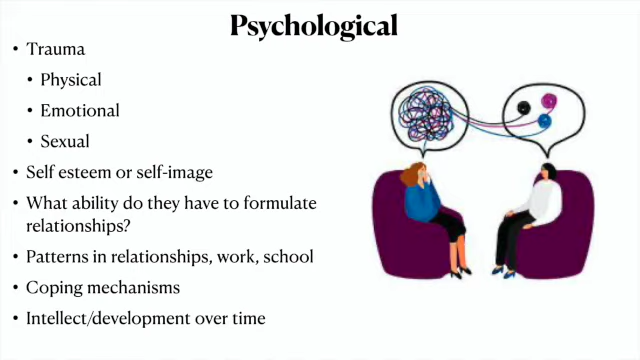 Psychological
• Trauma
• Physical
• Emotional
• Sexual
• Self esteem or self-image
• What ability do they have to formulate
relationships?
• Patterns in relationships, work, school
• Coping mechanisms
• Intellect/development over time